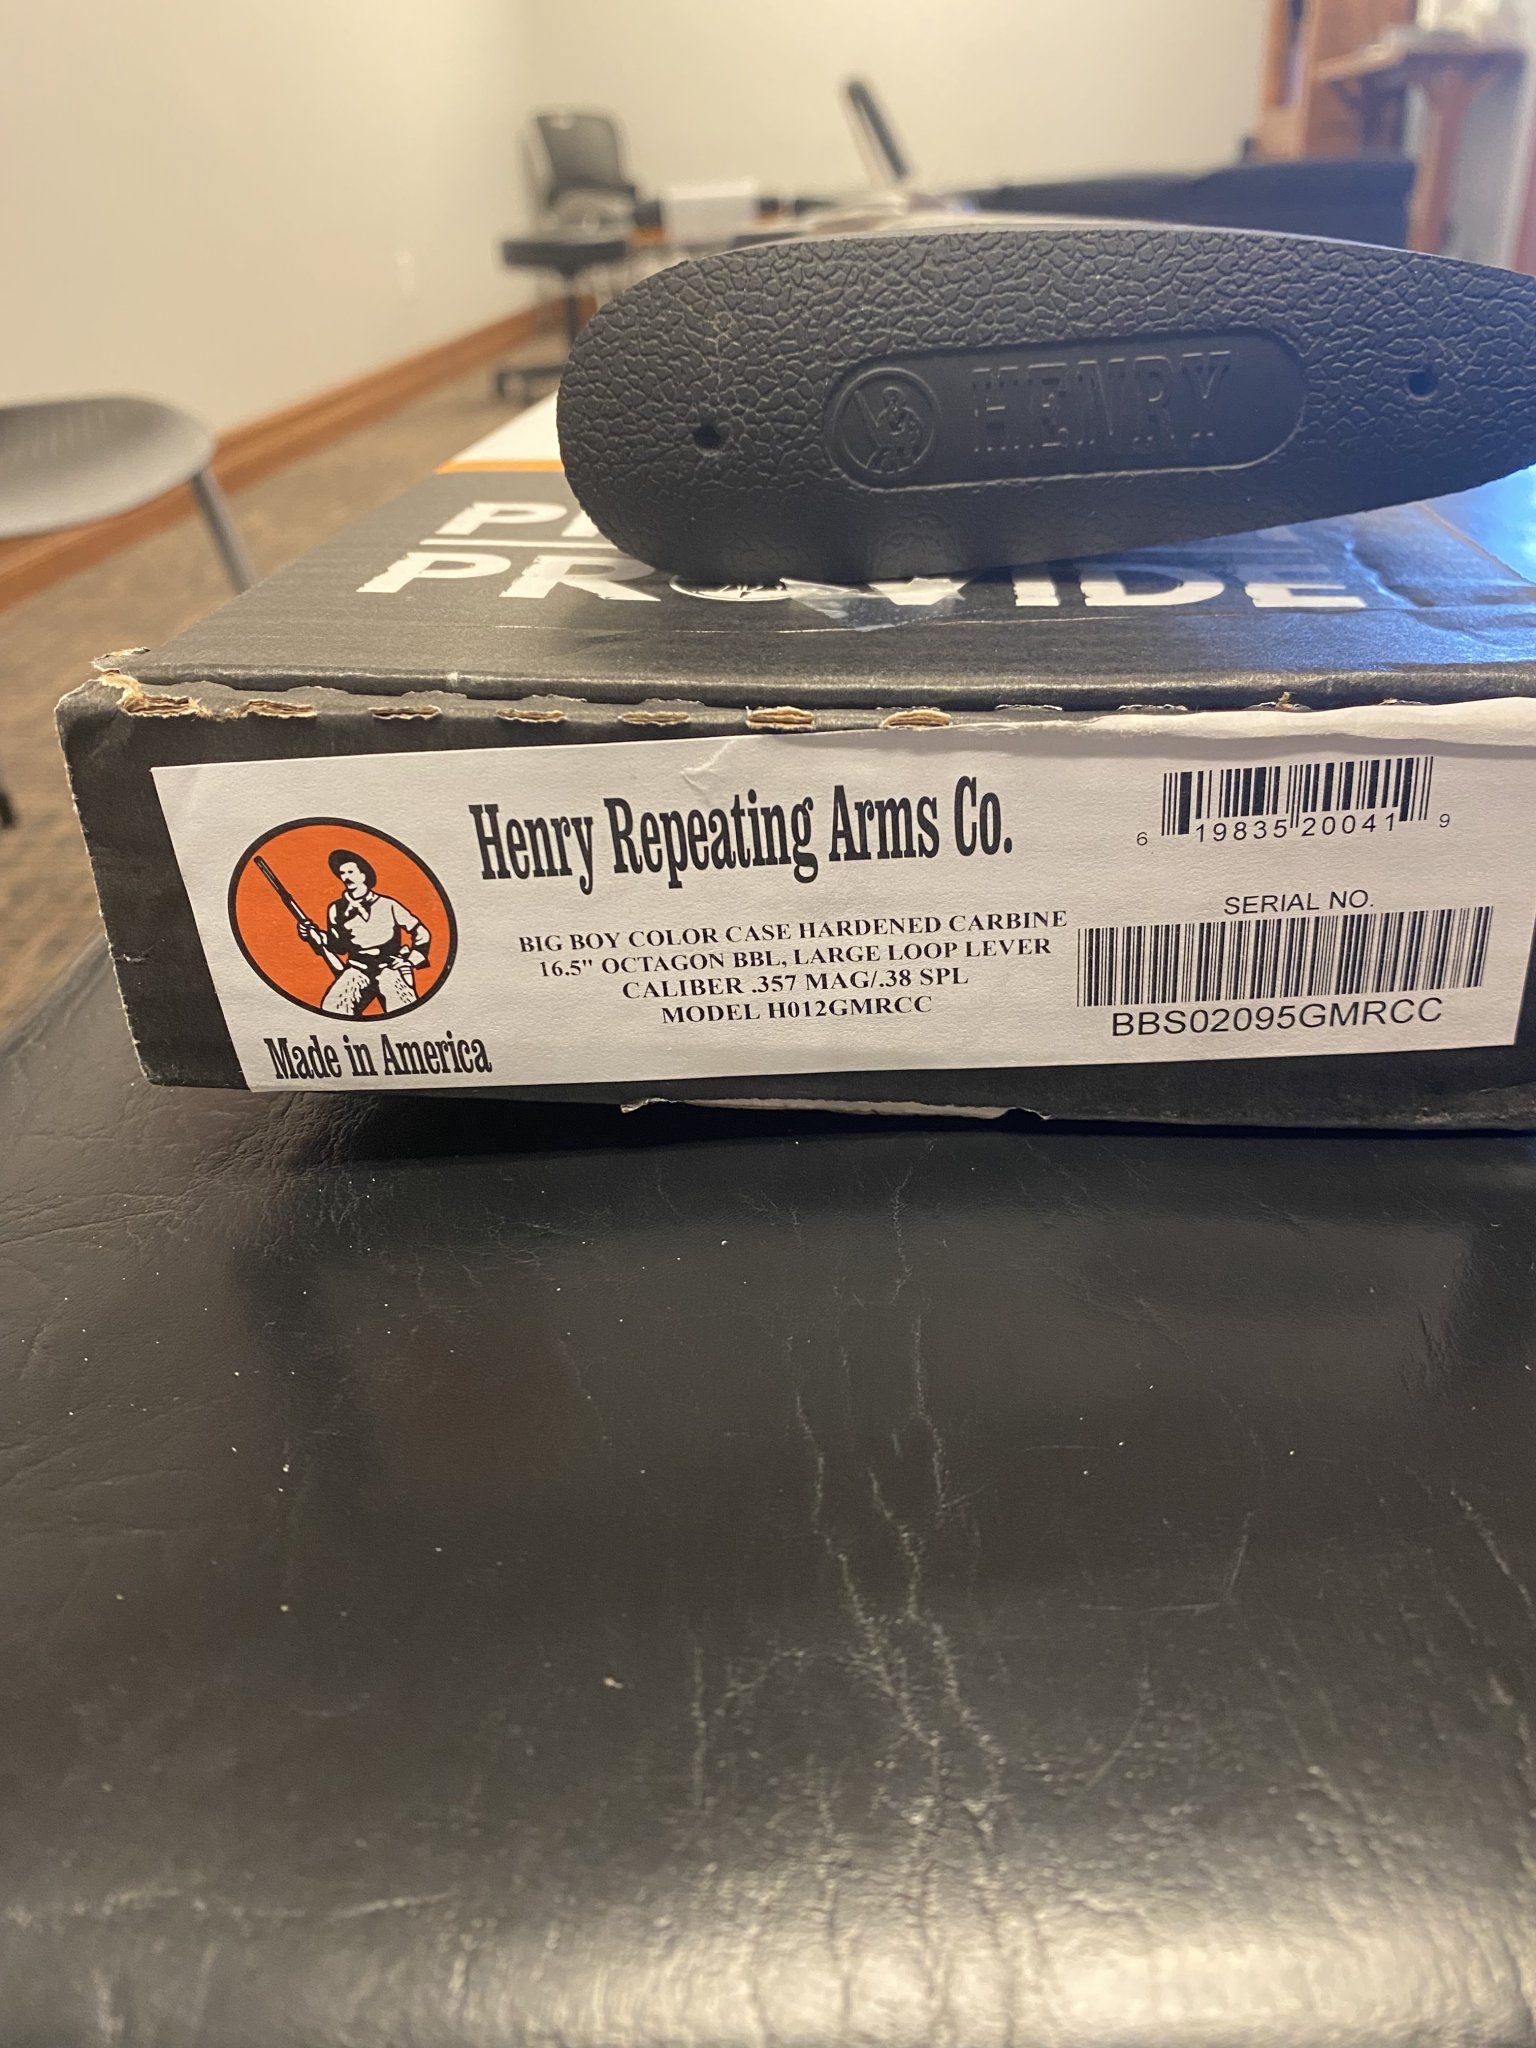 HENRY
PROVIDE
Henry Repeating Arms Co.
BIG BOY COLOR CASE HARDENED CARBINE
16.5" OCTAGON BBL, LARGE LOOP LEVER
CALIBER .357 MAG/.38 SPL
MODEL H012GMRCC
Made in America
6 19835 20041 9
SERIAL NO.
BBS02095GMRCC